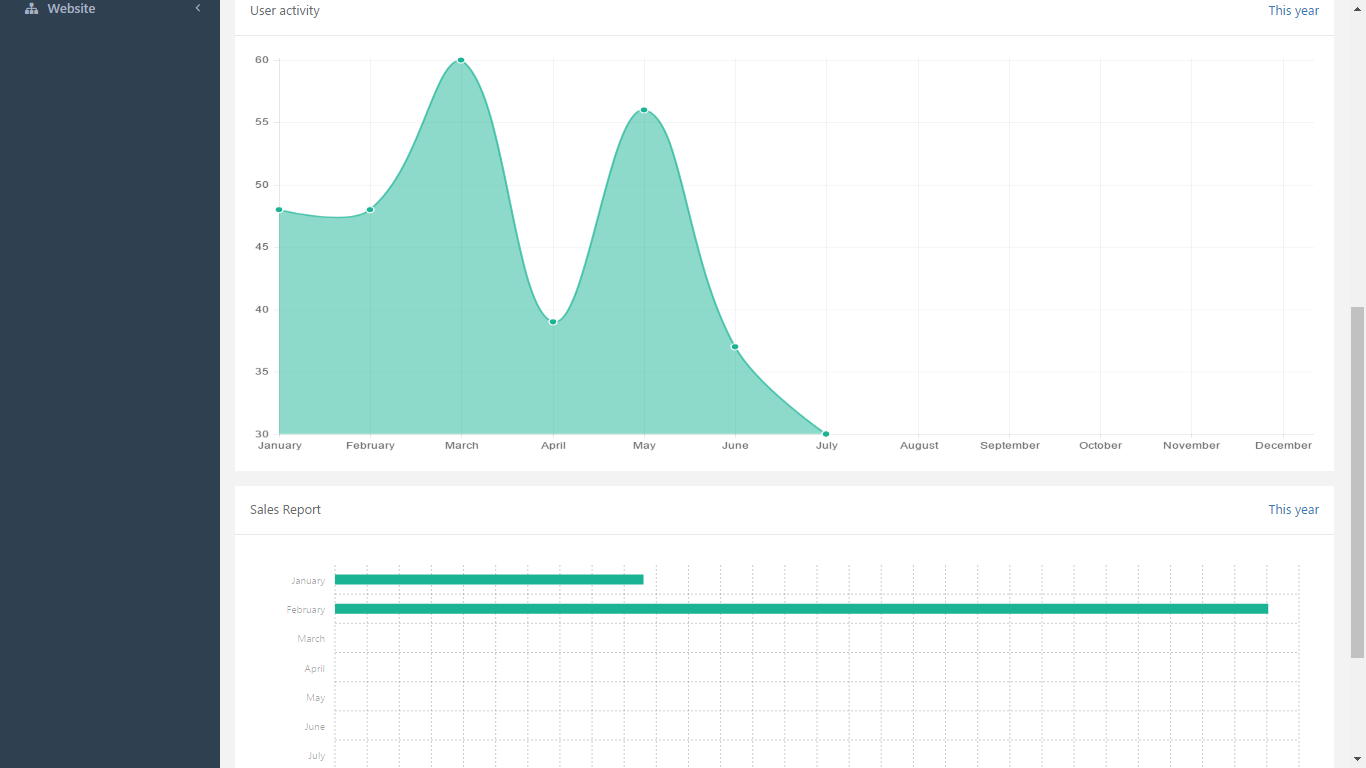 Website
User activity
This year
60
55
50
45
40
35
30
January February March April May June July August September October November December
Sales Report
This year
January
February
March
April
May
June
July